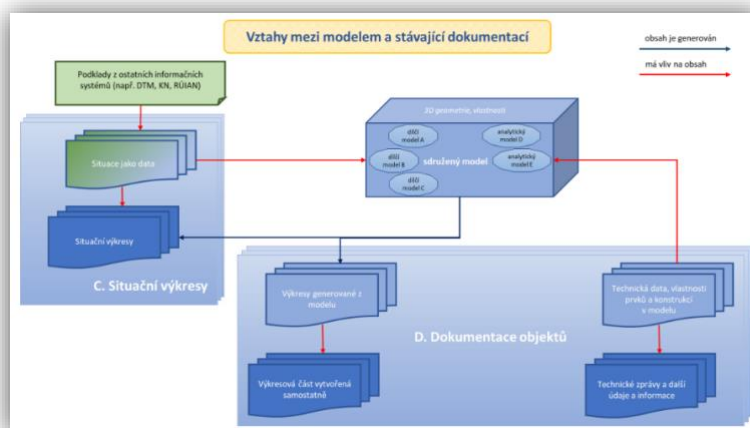 Vztahy mezi modelem a stávající dokumentací
obsah je generován
má vliv na obsah
Podklady z ostatních informačních
systémů (např. DTM, KN, RÚIAN)
3D geometrie, vlastnosti
dílčí
model A
analytický
model D
Situace jako data
dílčí
model B
sdružený model
analytický
model E
dílčí
model C
Situační výkresy
C. Situační výkresy
Výkresy generované z
modelu
Technická data, vlastnosti
prvků a konstrukcí
v modelu
D. Dokumentace objektů
Výkresová část vytvořená
samostatně
Technické zprávy a další
údaje a informace